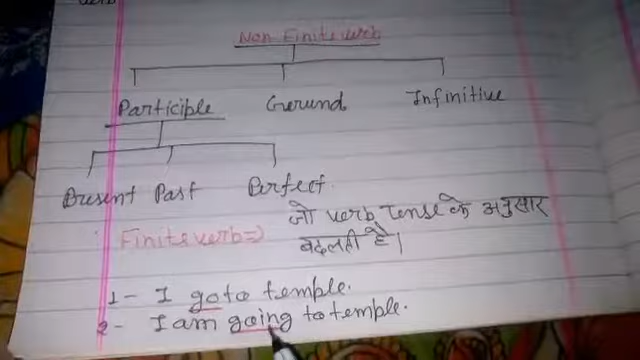 Non Finite verb
Participle Gerund Infinitive
Present Past Perfect
जो verb, Tense के अनुसार
Finite verb=> बदलती है।
1- I go to temple.
2- I am going to temple.